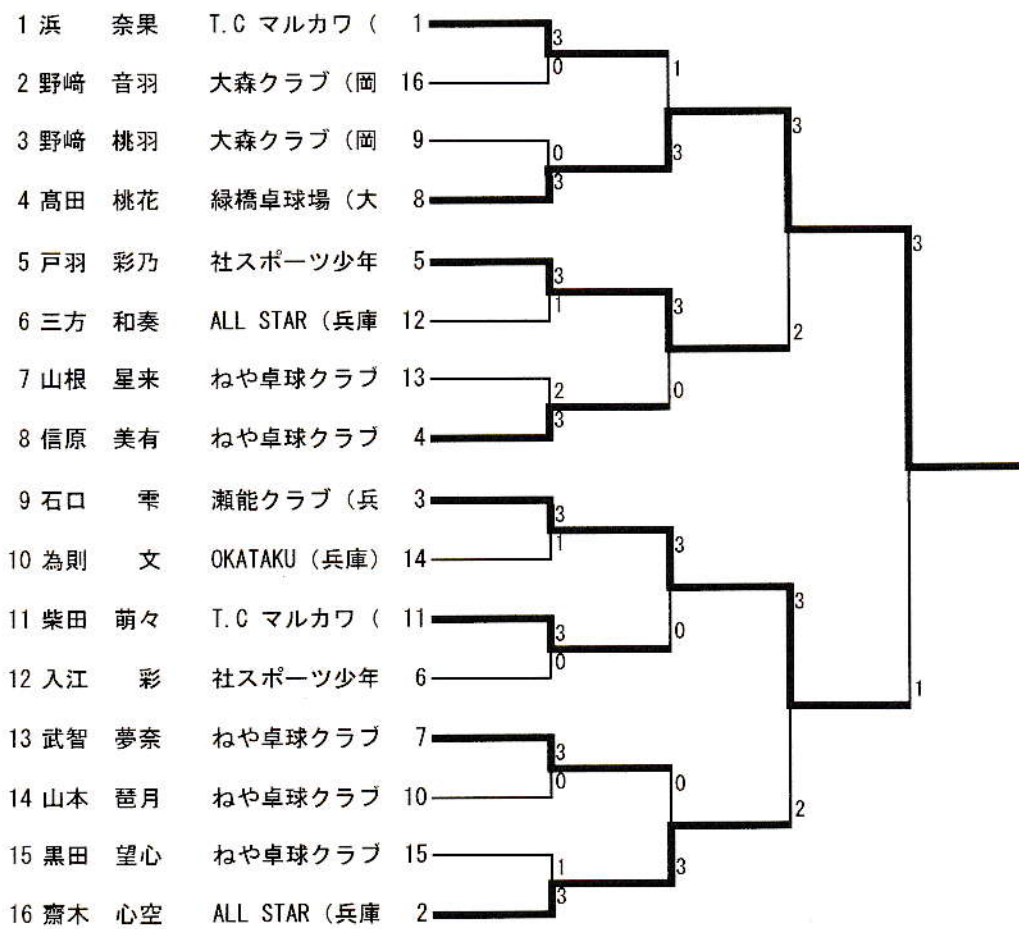 1 浜 奈果 T.C マルカワ ( 1
3
0
2 野﨑 音羽 大森クラブ (岡 16
1
3
3 野﨑 桃羽 大森クラブ (岡 9
0
3
3
4 髙田 桃花 緑橋卓球場 (大 8
3
5 戸羽 彩乃 社スポーツ少年 5
3
1
3
6 三方 和奏 ALL STAR (兵庫 12
2
7 山根 星来 ねや卓球クラブ 13
2
0
3
8 信原 美有 ねや卓球クラブ 4
9 石口 雫 瀬能クラブ (兵 3
3
1
3
10 為則 文 OKATAKU (兵庫) 14
3
11 柴田 萌々 T.C マルカワ ( 11
3
0
0
12 入江 彩 社スポーツ少年 6
1
13 武智 夢奈 ねや卓球クラブ 7
3
0
0
14 山本 琶月 ねや卓球クラブ 10
2
15 黒田 望心 ねや卓球クラブ 15
1
3
3
16 齋木 心空 ALL STAR (兵庫 2